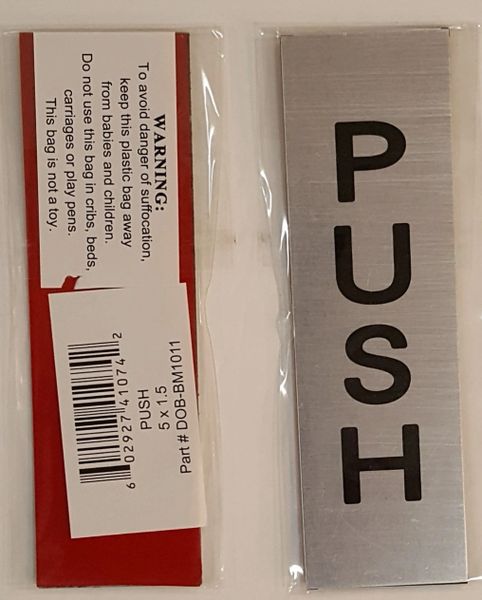 WARNING:
To avoid danger of suffocation,
keep this plastic bag away
from babies and children.
Do not use this bag in cribs, beds,
carriages or play pens.
This bag is not a toy.
6 02927 41074 2
PUSH
5 x 1.5
Part # DOB-BM1011
P
U
S
H